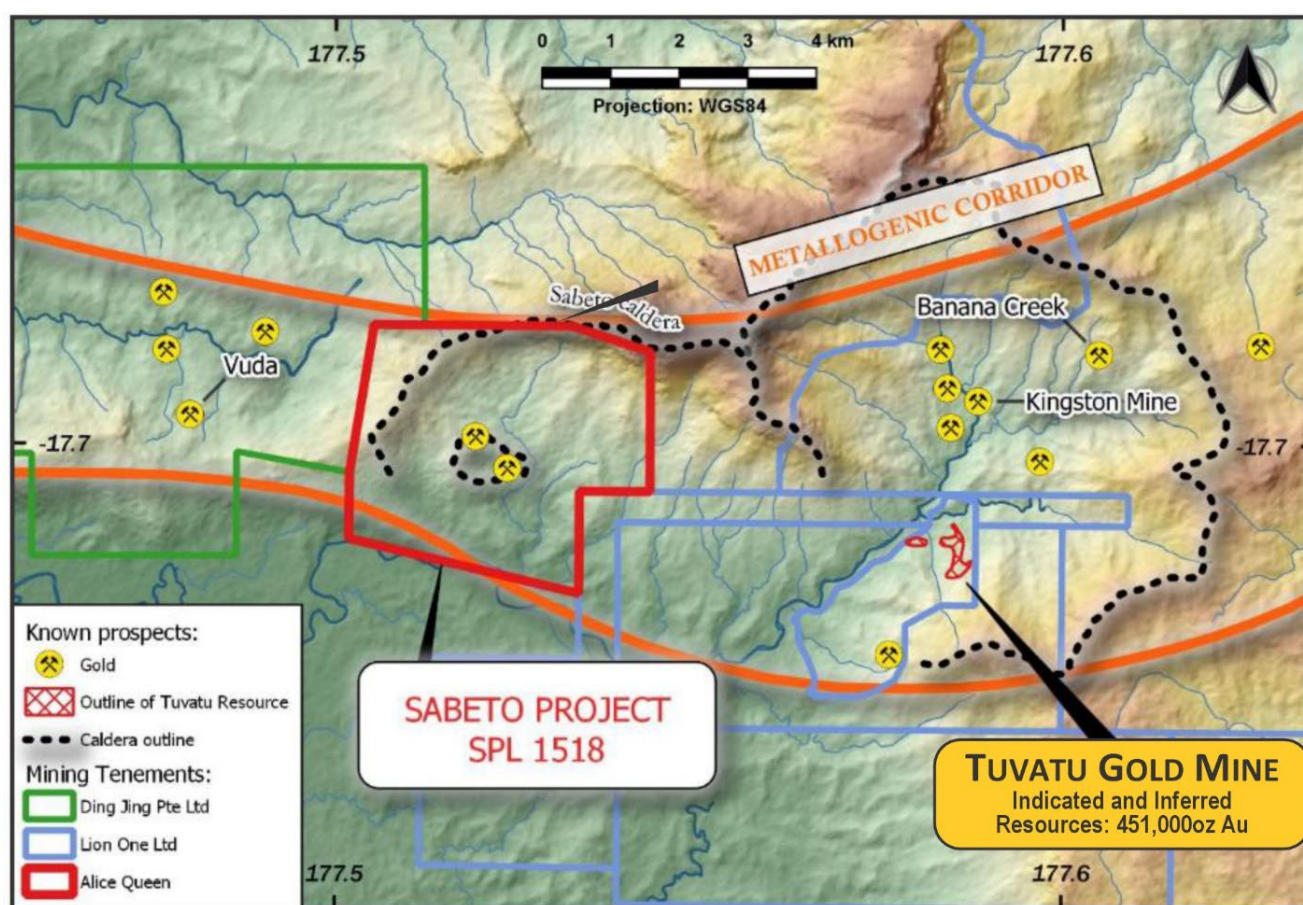 177.5
0 1 2 3 4 km
Projection: WGS84
177.6
METALLOGENIC CORRIDOR
Sabeto caldera
Banana Creek
Vuda
Kingston Mine
-17.7
-17.7
Known prospects:
Gold
Outline of Tuvatu Resource
Caldera outline
Mining Tenements:
Ding Jing Pte Ltd
Lion One Ltd
Alice Queen
SABETO PROJECT
SPL 1518
TUVATU GOLD MINE
Indicated and Inferred
Resources: 451,000oz Au
177.5
177.6